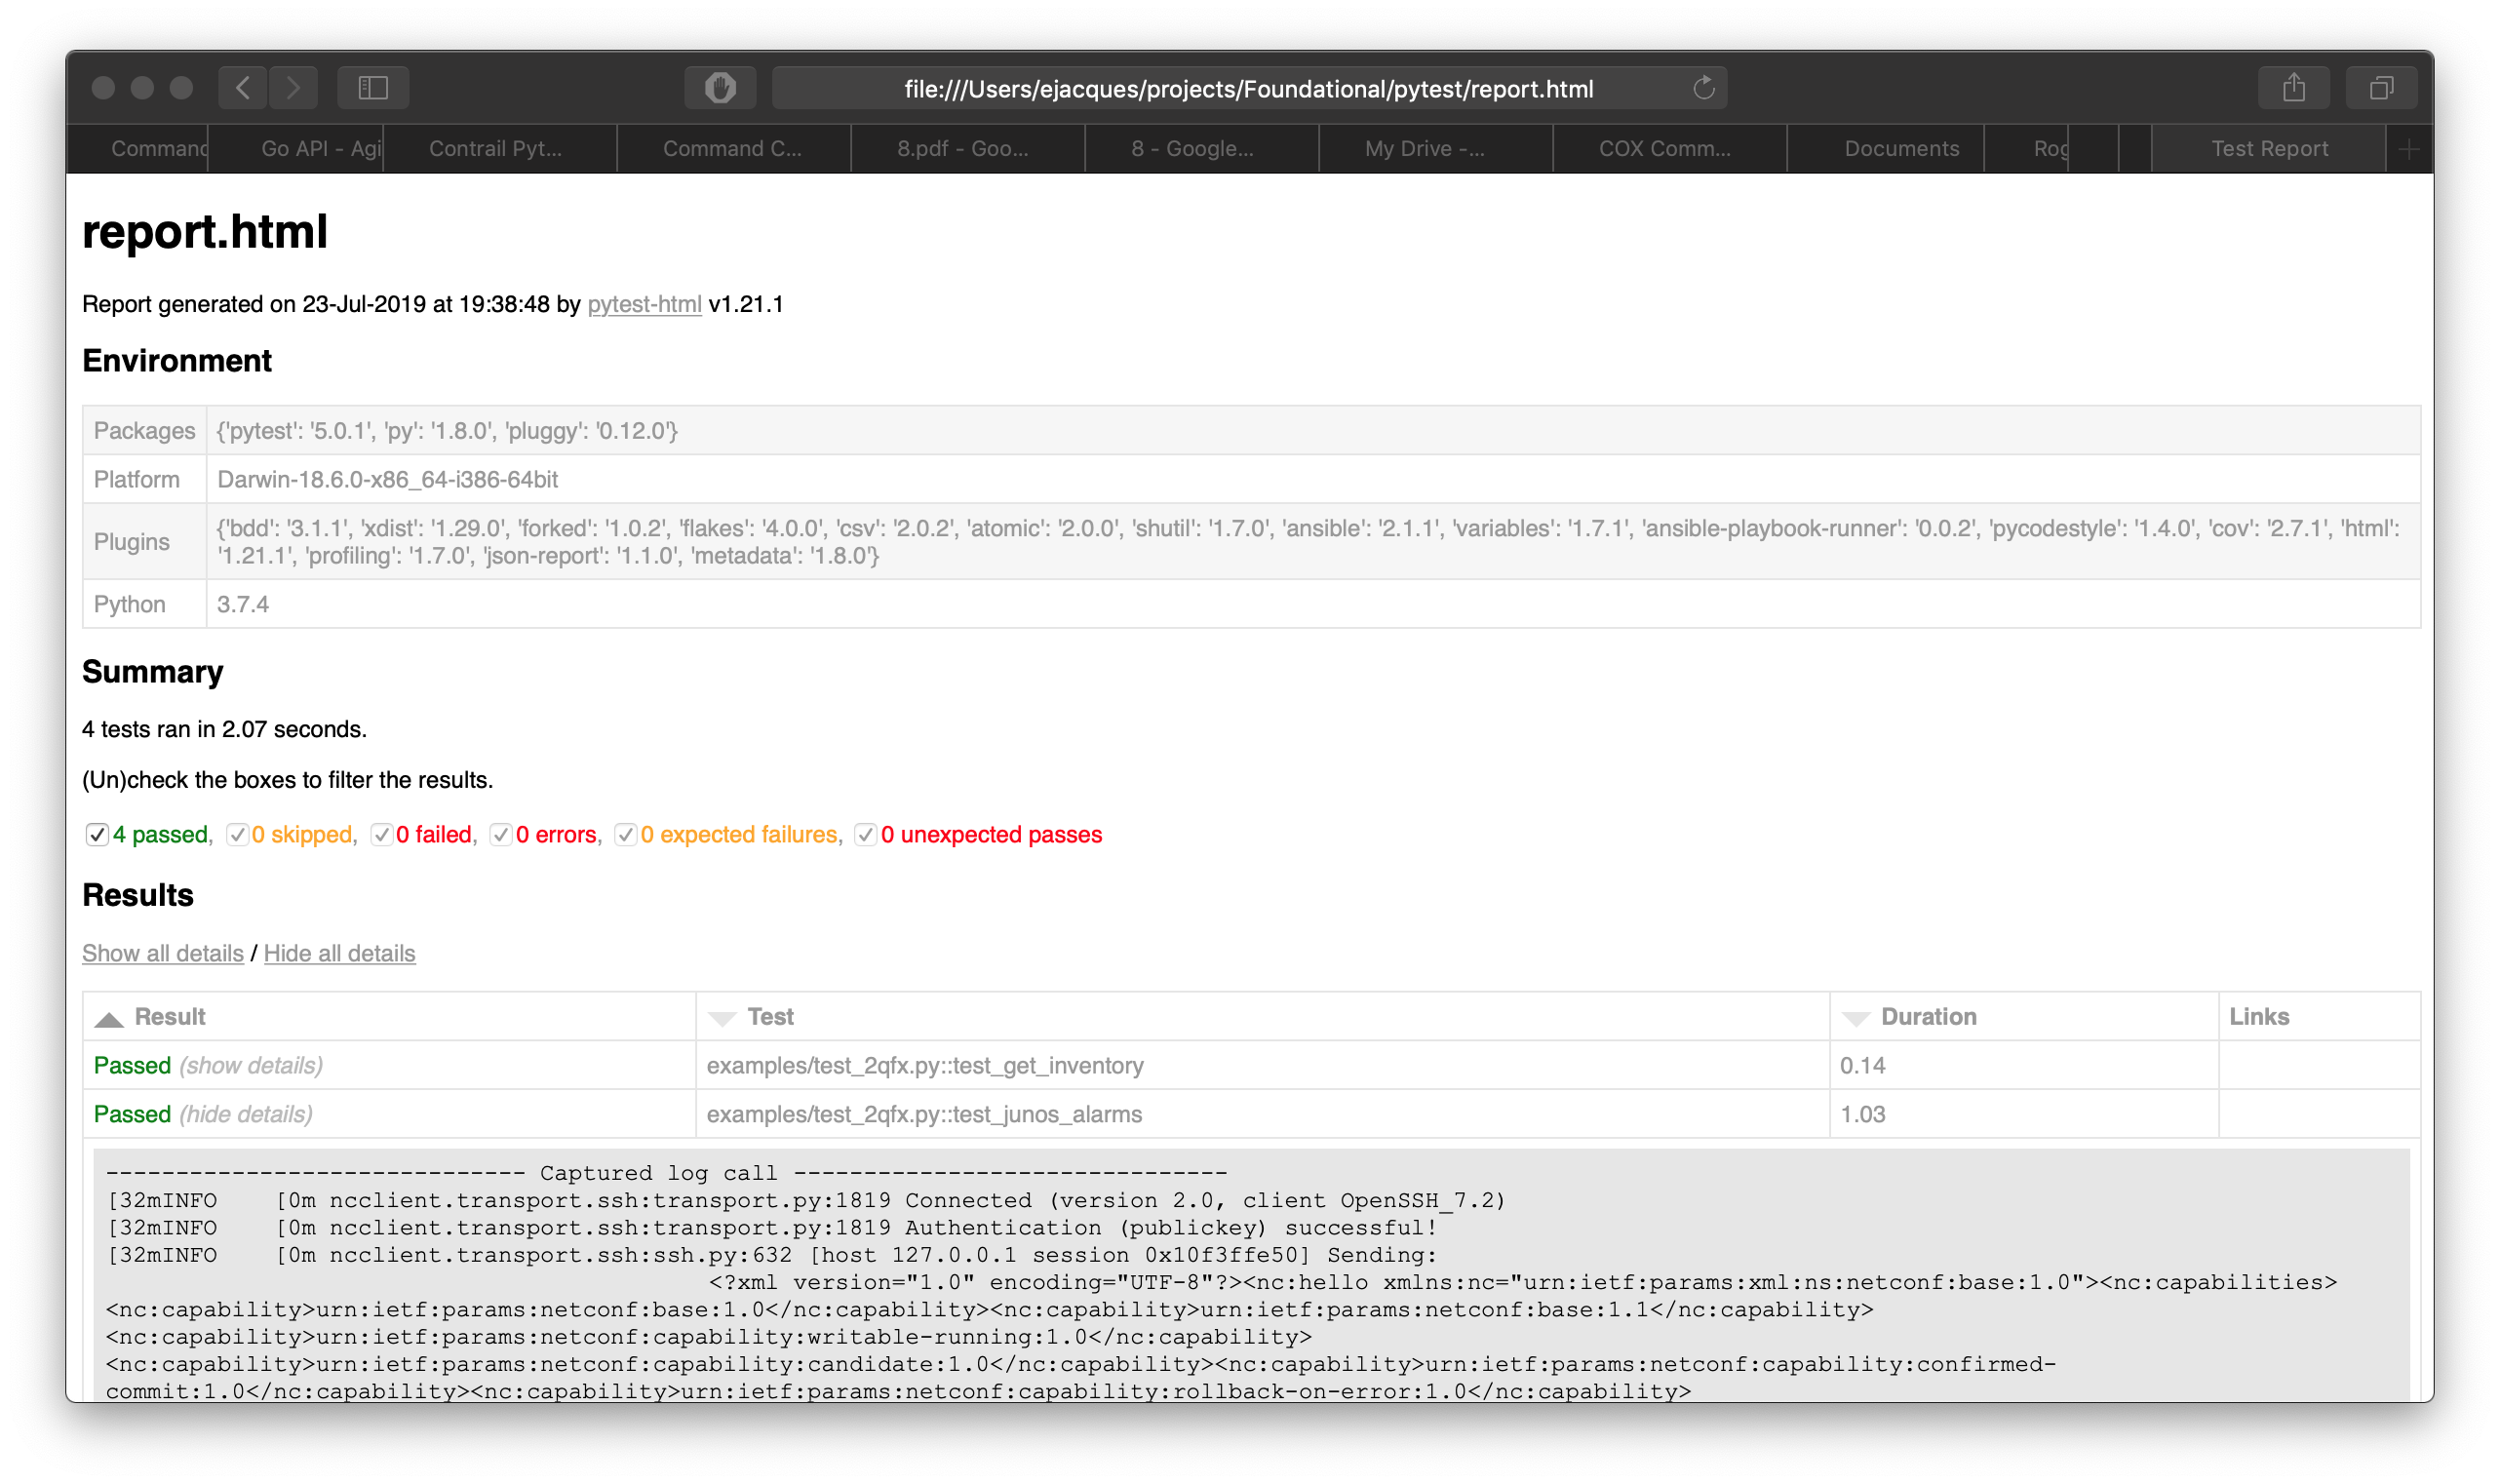 file:///Users/ejacques/projects/Foundational/pytest/report.html
Command
Go API - Agi
Contrail Pyt...
Command C...
8.pdf - Goo...
8 - Google...
My Drive -...
COX Comm...
Documents
Rog
Test Report
report.html
Report generated on 23-Jul-2019 at 19:38:48 by pytest-html v1.21.1
Environment
Packages {'pytest': '5.0.1', 'py': '1.8.0', 'pluggy': '0.12.0'}
Platform Darwin-18.6.0-x86_64-i386-64bit
Plugins {'bdd': '3.1.1', 'xdist': '1.29.0', 'forked': '1.0.2', 'flakes': '4.0.0', 'csv': '2.0.2', 'atomic': '2.0.0', 'shutil': '1.7.0', 'ansible': '2.1.1', 'variables': '1.7.1', 'ansible-playbook-runner': '0.0.2', 'pycodestyle': '1.4.0', 'cov': '2.7.1', 'html':
'1.21.1', 'profiling': '1.7.0', 'json-report': '1.1.0', 'metadata': '1.8.0'}
Python 3.7.4
Summary
4 tests ran in 2.07 seconds.
(Un)check the boxes to filter the results.
4 passed, 0 skipped, 0 failed, 0 errors, 0 expected failures, 0 unexpected passes
Results
Show all details / Hide all details
Result Test Duration Links
Passed (show details) examples/test_2qfx.py::test_get_inventory 0.14
Passed (hide details) examples/test_2qfx.py::test_junos_alarms 1.03
------------------------------ Captured log call -------------------------------
[32mINFO    [0m ncclient.transport.ssh:transport.py:1819 Connected (version 2.0, client OpenSSH_7.2)
[32mINFO    [0m ncclient.transport.ssh:transport.py:1819 Authentication (publickey) successful!
[32mINFO    [0m ncclient.transport.ssh:ssh.py:632 [host 127.0.0.1 session 0x10f3ffe50] Sending:
<?xml version="1.0" encoding="UTF-8"?><nc:hello xmlns:nc="urn:ietf:params:xml:ns:netconf:base:1.0"><nc:capabilities>
<nc:capability>urn:ietf:params:netconf:base:1.0</nc:capability><nc:capability>urn:ietf:params:netconf:base:1.1</nc:capability>
<nc:capability>urn:ietf:params:netconf:capability:writable-running:1.0</nc:capability>
<nc:capability>urn:ietf:params:netconf:capability:candidate:1.0</nc:capability><nc:capability>urn:ietf:params:netconf:capability:confirmed-
commit:1.0</nc:capability><nc:capability>urn:ietf:params:netconf:capability:rollback-on-error:1.0</nc:capability>